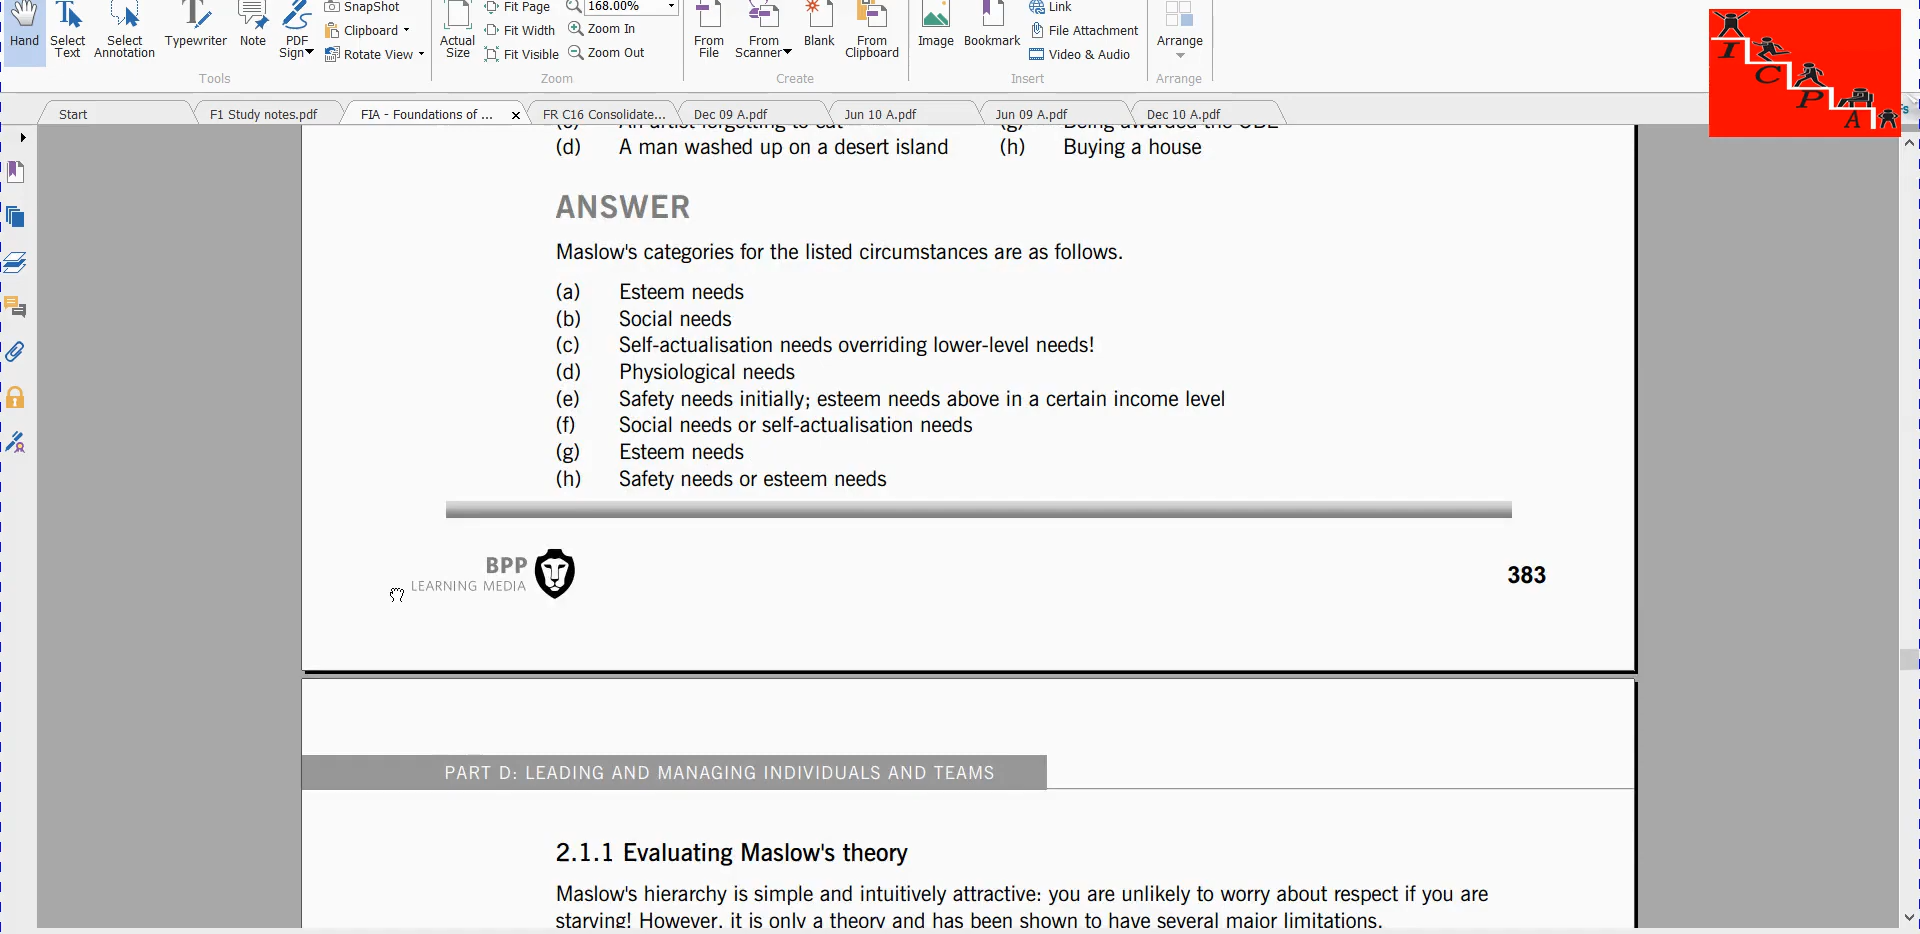 SnapShot
Fit Page
168.00%
Link
Clipboard
Fit Width
Zoom In
File Attachment
Hand
Select
Text
Select
Annotation
Typewriter
Note
PDF
Sign
Rotate View
Actual
Size
Fit Visible
Zoom Out
From
File
From
Scanner
Blank
From
Clipboard
Image
Bookmark
Video & Audio
Arrange
Tools
Zoom
Create
Insert
Arrange
I
C
P
A
Start
F1 Study notes.pdf
FIA - Foundations of ...
FR C16 Consolidate...
Dec 09 A.pdf
Jun 10 A.pdf
Jun 09 A.pdf
Dec 10 A.pdf
(c) An artist forgetting to eat (g) Being awarded the OBE
(d) A man washed up on a desert island (h) Buying a house
ANSWER
Maslow's categories for the listed circumstances are as follows.
(a) Esteem needs
(b) Social needs
(c) Self-actualisation needs overriding lower-level needs!
(d) Physiological needs
(e) Safety needs initially; esteem needs above in a certain income level
(f) Social needs or self-actualisation needs
(g) Esteem needs
(h) Safety needs or esteem needs
BPP
LEARNING MEDIA
383
PART D: LEADING AND MANAGING INDIVIDUALS AND TEAMS
2.1.1 Evaluating Maslow's theory
Maslow's hierarchy is simple and intuitively attractive: you are unlikely to worry about respect if you are
starving! However, it is only a theory and has been shown to have several major limitations.